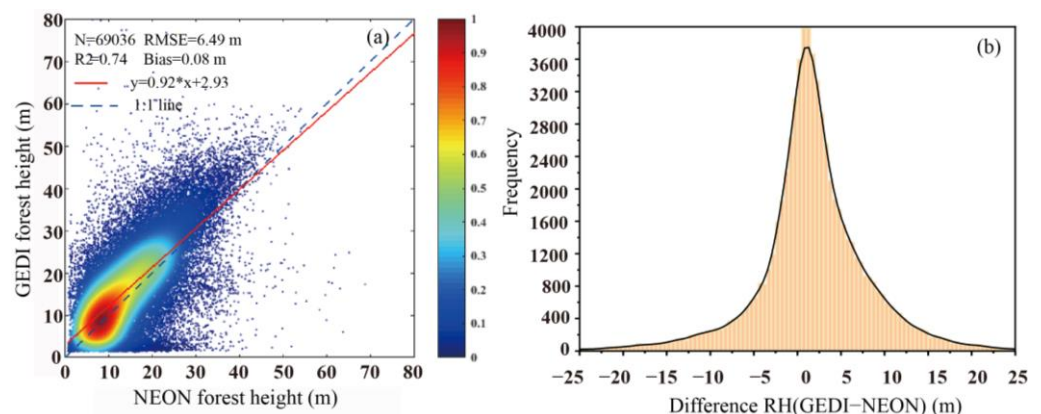 (a)
N=69036 RMSE=6.49 m
R2=0.74 Bias=0.08 m
y=0.92*x+2.93
1:1 line
80
70
60
50
40
30
20
10
0
0 10 20 30 40 50 60 70 80
GEDI forest height (m)
NEON forest height (m)
1
0.9
0.8
0.7
0.6
0.5
0.4
0.3
0.2
0.1
0
(b)
4000
3600
3200
2800
2400
2000
1600
1200
800
400
0
−25 −20 −15 −10 −5 0 5 10 15 20 25
Frequency
Difference RH(GEDI−NEON) (m)